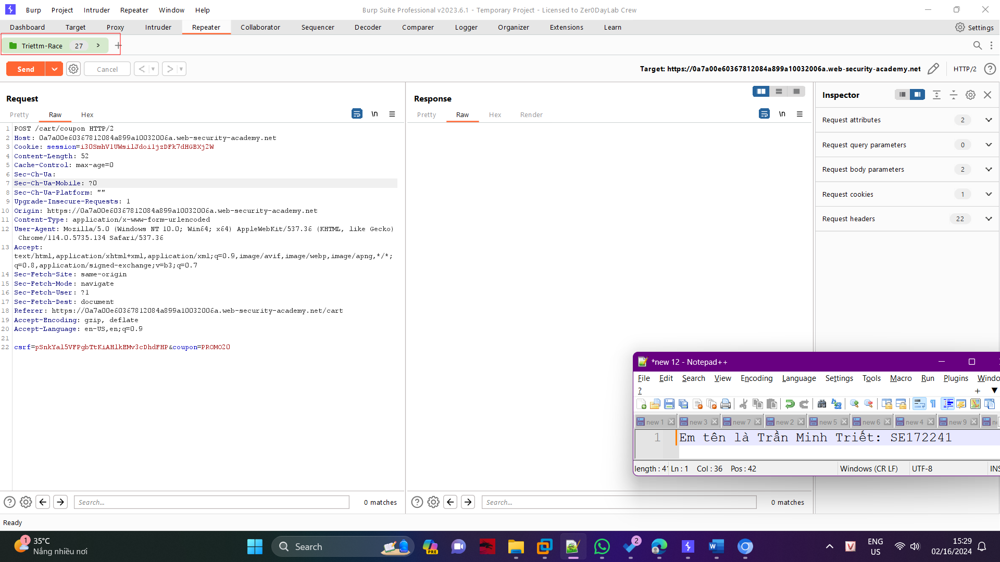 Burp Project Intruder Repeater Window Help
Burp Suite Professional v2023.6.1 - Temporary Project - Licensed to Zer0DayLab Crew
Dashboard Target Proxy Intruder Repeater Collaborator Sequencer Decoder Comparer Logger Organizer Extensions Learn
Settings
Triettm-Race 27 > +
Send Cancel < >
Target: https://0a7a00e60367812084a899a10032006a.web-security-academy.net HTTP/2
Request
Pretty Raw Hex \n
1 POST /cart/coupon HTTP/2
2 Host: 0a7a00e60367812084a899a10032006a.web-security-academy.net
3 Cookie: session=i3OSmhV1UWsilJdoi1jzDFk7dHGBXj2W
4 Content-Length: 52
5 Cache-Control: max-age=0
6 Sec-Ch-Ua:
7 Sec-Ch-Ua-Mobile: ?0
8 Sec-Ch-Ua-Platform: ""
9 Upgrade-Insecure-Requests: 1
10 Origin: https://0a7a00e60367812084a899a10032006a.web-security-academy.net
11 Content-Type: application/x-www-form-urlencoded
12 User-Agent: Mozilla/5.0 (Windows NT 10.0; Win64; x64) AppleWebKit/537.36 (KHTML, like Gecko)
Chrome/114.0.5735.134 Safari/537.36
13 Accept:
text/html,application/xhtml+xml,application/xml;q=0.9,image/avif,image/webp,image/apng,*/*;
q=0.8,application/signed-exchange;v=b3;q=0.7
14 Sec-Fetch-Site: same-origin
15 Sec-Fetch-Mode: navigate
16 Sec-Fetch-User: ?1
17 Sec-Fetch-Dest: document
18 Referer: https://0a7a00e60367812084a899a10032006a.web-security-academy.net/cart
19 Accept-Encoding: gzip, deflate
20 Accept-Language: en-US,en;q=0.9
21
22 csrf=pSnkYal5VFPgbTtKiAHlkEMv3cDhdFHP&coupon=PROMO20
Search... 0 matches
Response
Pretty Raw Hex Render \n
Search... 0 matches
Inspector
Request attributes 2
Request query parameters 0
Request body parameters 2
Request cookies 1
Request headers 22
*new 12 - Notepad++
File Edit Search View Encoding Language Settings Tools Macro Run Plugins Windo
?
+ ▼
new 1 new 3 new 7 new 2 new 5 new 6 new 4 new 9
1 Em tên là Trần Minh Triết: SE172241
length : 41 Ln : 1 Col : 36 Pos : 42 Windows (CR LF) UTF-8 INS
Ready
1 35°C
Nắng nhiều nơi
Search
PRE
2
V
ENG
US
15:29
02/16/2024